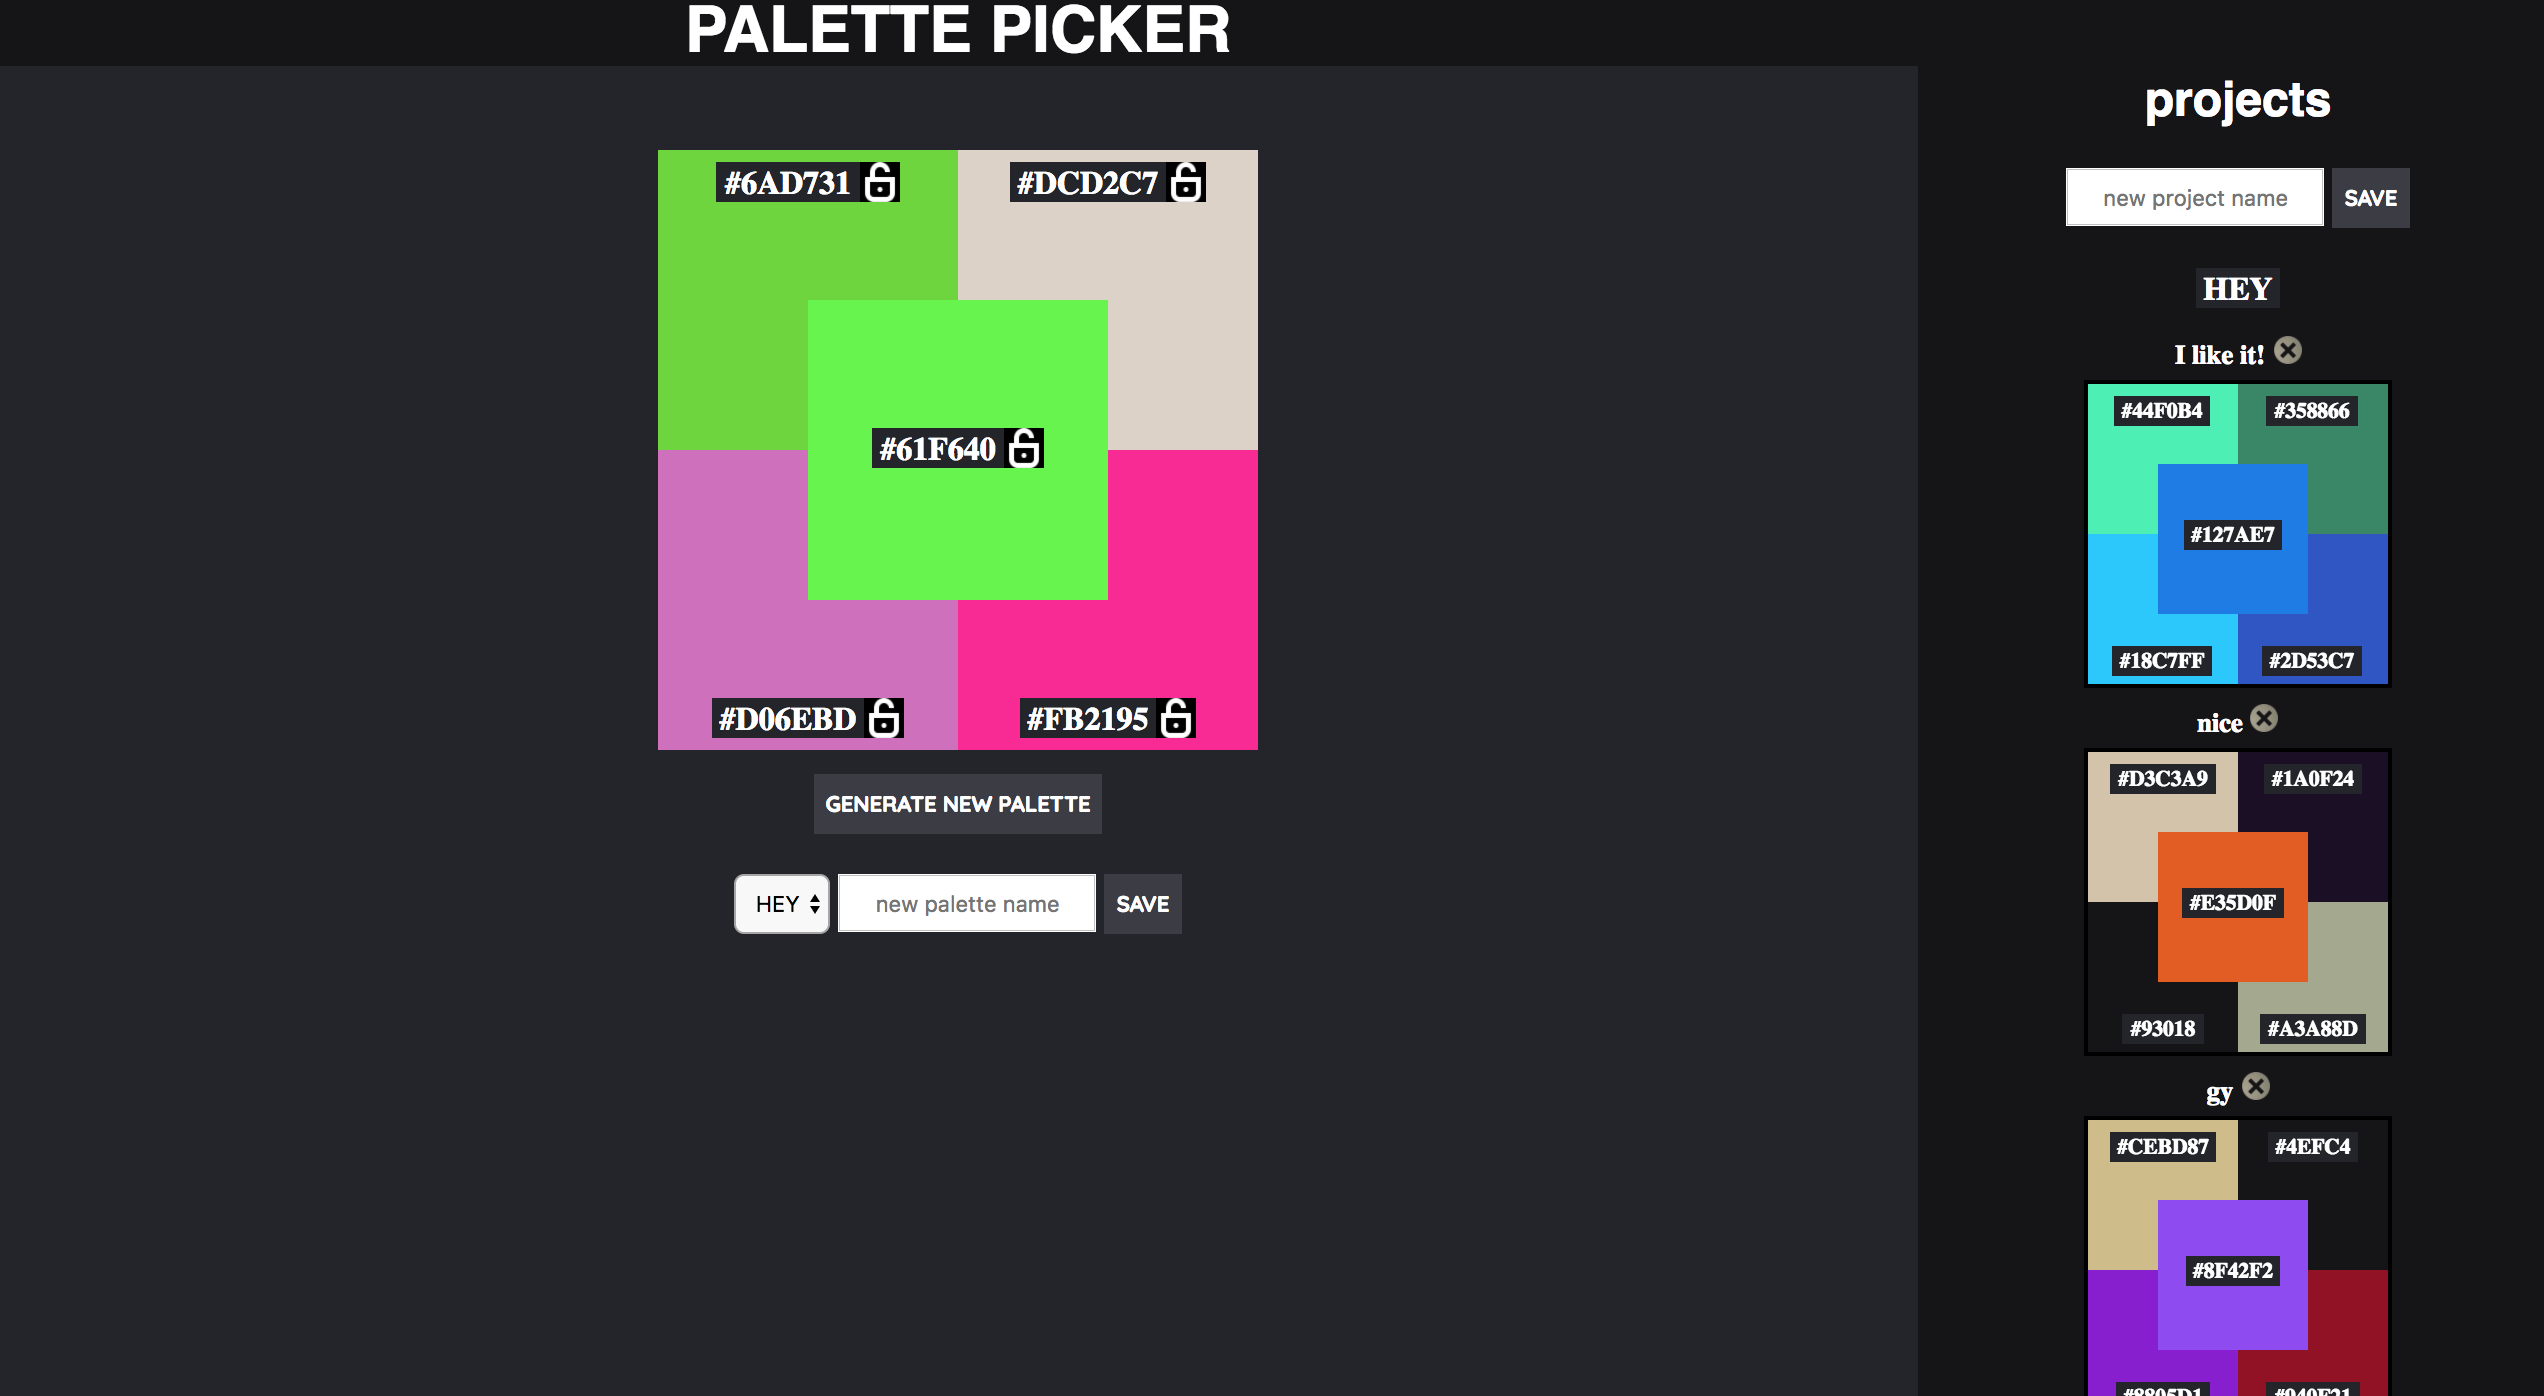 PALETTE PICKER
#6AD731
#DCD2C7
#61F640
#D06EBD
#FB2195
GENERATE NEW PALETTE
HEY
new palette name
SAVE
projects
new project name
SAVE
HEY
I like it!
#44F0B4
#358866
#127AE7
#18C7FF
#2D53C7
nice
#D3C3A9
#1A0F24
#E35D0F
#93018
#A3A88D
gy
#CEBD87
#4EFC4
#8F42F2